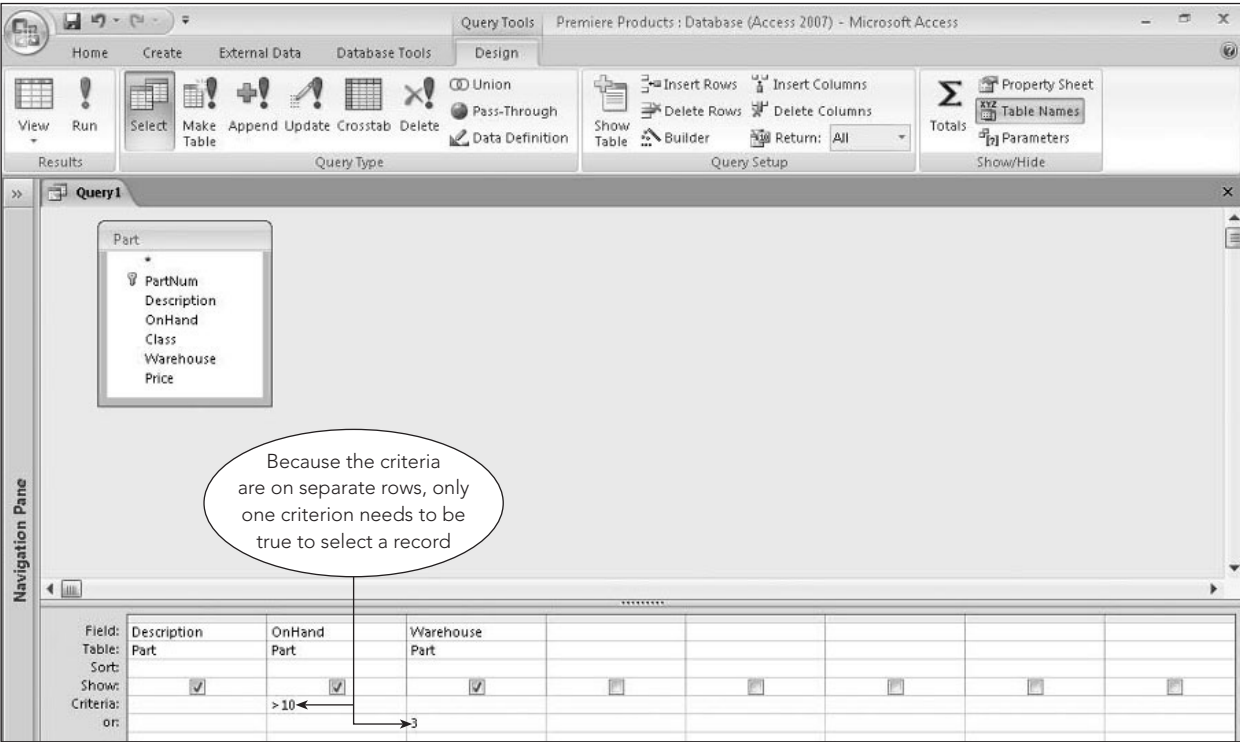 Query Tools Premiere Products : Database (Access 2007) - Microsoft Access
Home Create External Data Database Tools Design
Union Insert Rows Insert Columns Property Sheet
Pass-Through Delete Rows Delete Columns XYZ Table Names
View Run Select Make Table Append Update Crosstab Delete Data Definition Show Table Builder Return: All Totals Parameters
Results Query Type Query Setup Show/Hide
Query1
Part
*
PartNum
Description
OnHand
Class
Warehouse
Price
Because the criteria
are on separate rows, only
one criterion needs to be
true to select a record
Navigation Pane
Field: Description OnHand Warehouse
Table: Part Part Part
Sort:
Show:
Criteria: >10
or: 3